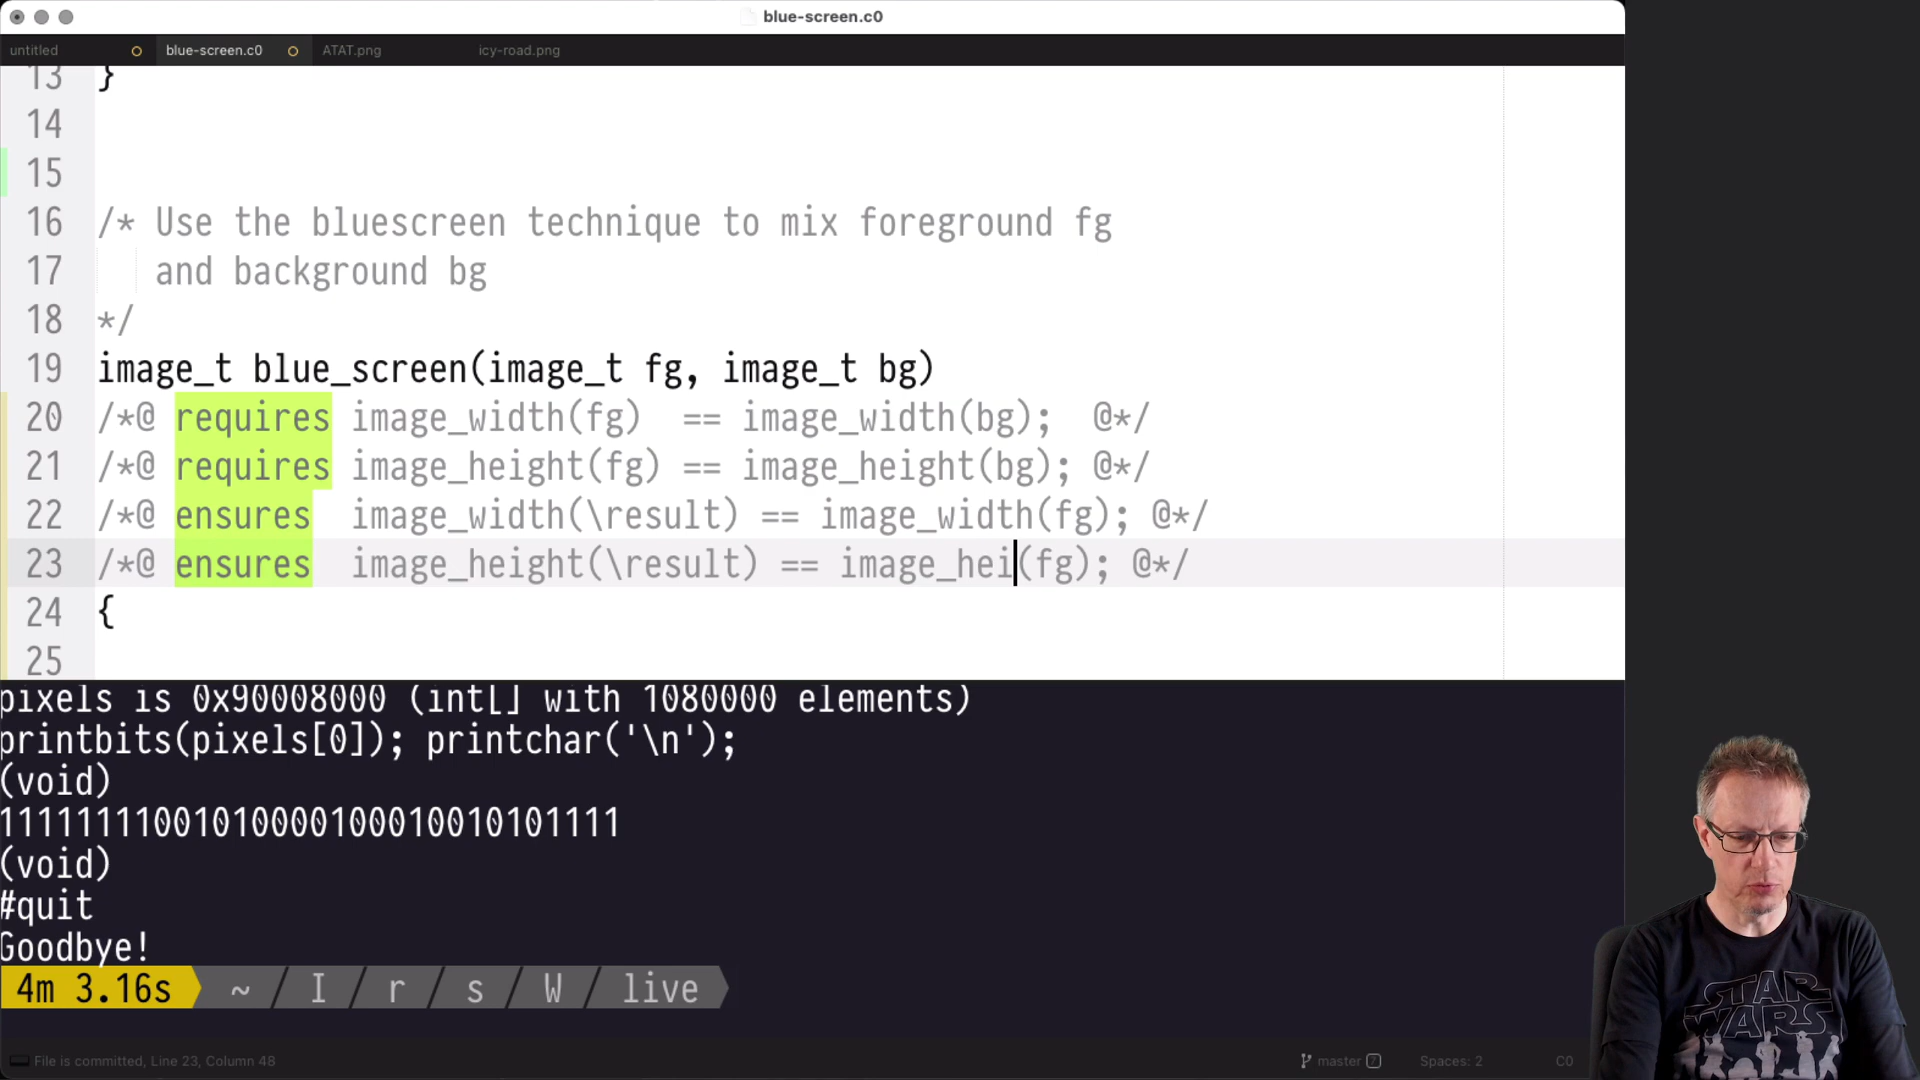 blue-screen.c0
untitled
blue-screen.c0
ATAT.png
icy-road.png
13 }
14
15
16 /* Use the bluescreen technique to mix foreground fg
17 and background bg
18 */
19 image_t blue_screen(image_t fg, image_t bg)
20 /*@ requires image_width(fg) == image_width(bg); @*/
21 /*@ requires image_height(fg) == image_height(bg); @*/
22 /*@ ensures image_width(\result) == image_width(fg); @*/
23 /*@ ensures image_height(\result) == image_hei(fg); @*/
24 {
25
pixels is 0x90008000 (int[] with 1080000 elements)
printbits(pixels[0]); printchar('\n');
(void)
11111111001010000100010010101111
(void)
#quit
Goodbye!
4m 3.16s ~ I r s W live
File is committed, Line 23, Column 48
master 7
Spaces: 2
C0
STAR
WARS